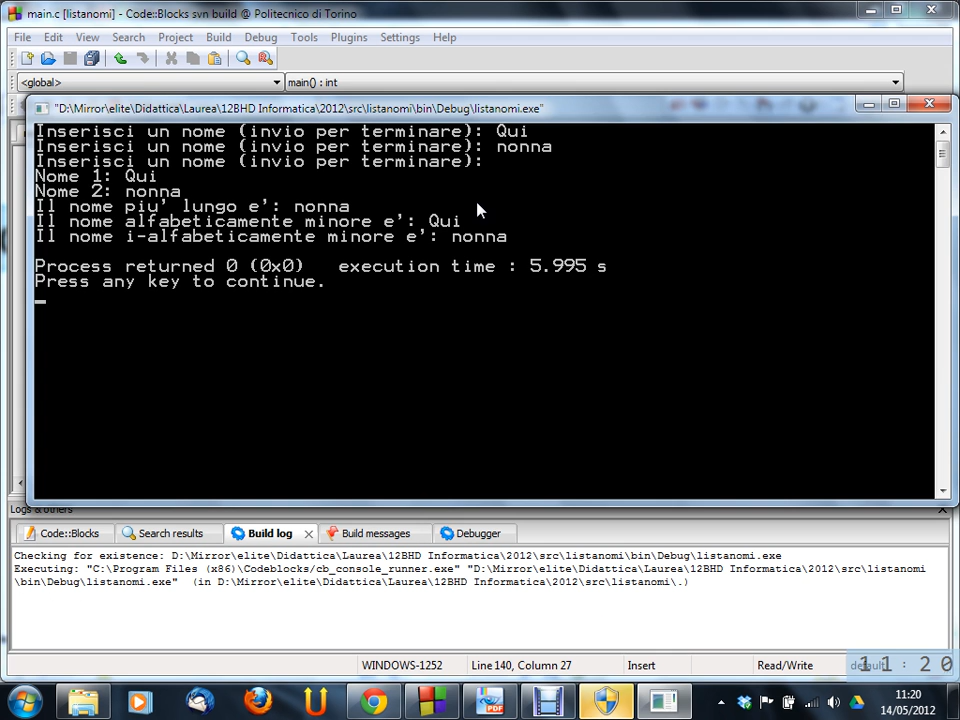 main.c [listanomi] - Code::Blocks svn build @ Politecnico di Torino
File Edit View Search Project Build Debug Tools Plugins Settings Help
<global> main() : int
"D:\Mirror\elite\Didattica\Laurea\12BHD Informatica\2012\src\listanomi\bin\Debug\listanomi.exe"
Inserisci un nome (invio per terminare): Qui
Inserisci un nome (invio per terminare): nonna
Inserisci un nome (invio per terminare):
Nome 1: Qui
Nome 2: nonna
Il nome piu' lungo e': nonna
Il nome alfabeticamente minore e': Qui
Il nome i-alfabeticamente minore e': nonna
Process returned 0 (0x0)   execution time : 5.995 s
Press any key to continue.
Logs & others
Code::Blocks Search results Build log Build messages Debugger
Checking for existence: D:\Mirror\elite\Didattica\Laurea\12BHD Informatica\2012\src\listanomi\bin\Debug\listanomi.exe
Executing: "C:\Program Files (x86)\Codeblocks/cb_console_runner.exe" "D:\Mirror\elite\Didattica\Laurea\12BHD Informatica\2012\src\listanomi
\bin\Debug\listanomi.exe"  (in D:\Mirror\elite\Didattica\Laurea\12BHD Informatica\2012\src\listanomi\.)
WINDOWS-1252 Line 140, Column 27 Insert Read/Write default 11:20
PDF
11:20
14/05/2012